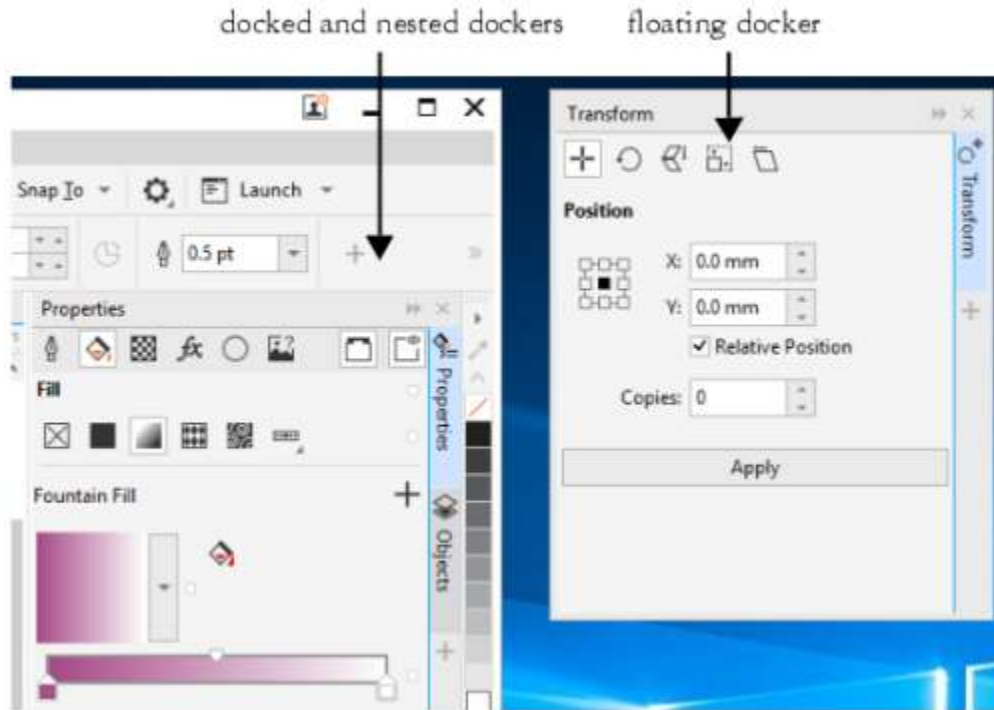 docked and nested dockers
floating docker
Snap To
Launch
0.5 pt
Properties
Fill
Fountain Fill
Properties
Objects
Transform
Position
X: 0.0 mm
Y: 0.0 mm
Relative Position
Copies: 0
Apply
Transform